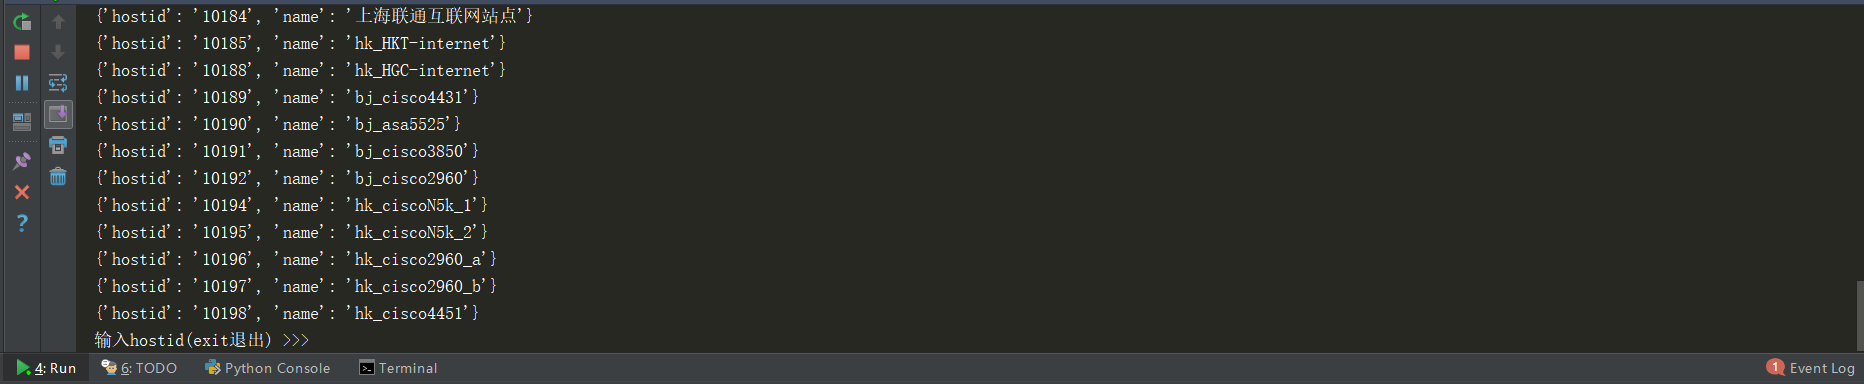 {'hostid': '10184', 'name': '上海联通互联网站点'}
{'hostid': '10185', 'name': 'hk_HKT-internet'}
{'hostid': '10188', 'name': 'hk_HGC-internet'}
{'hostid': '10189', 'name': 'bj_cisco4431'}
{'hostid': '10190', 'name': 'bj_asa5525'}
{'hostid': '10191', 'name': 'bj_cisco3850'}
{'hostid': '10192', 'name': 'bj_cisco2960'}
{'hostid': '10194', 'name': 'hk_ciscoN5k_1'}
{'hostid': '10195', 'name': 'hk_ciscoN5k_2'}
{'hostid': '10196', 'name': 'hk_cisco2960_a'}
{'hostid': '10197', 'name': 'hk_cisco2960_b'}
{'hostid': '10198', 'name': 'hk_cisco4451'}
输入hostid(exit退出) >>>
4: Run 6: TODO Python Console Terminal 1 Event Log